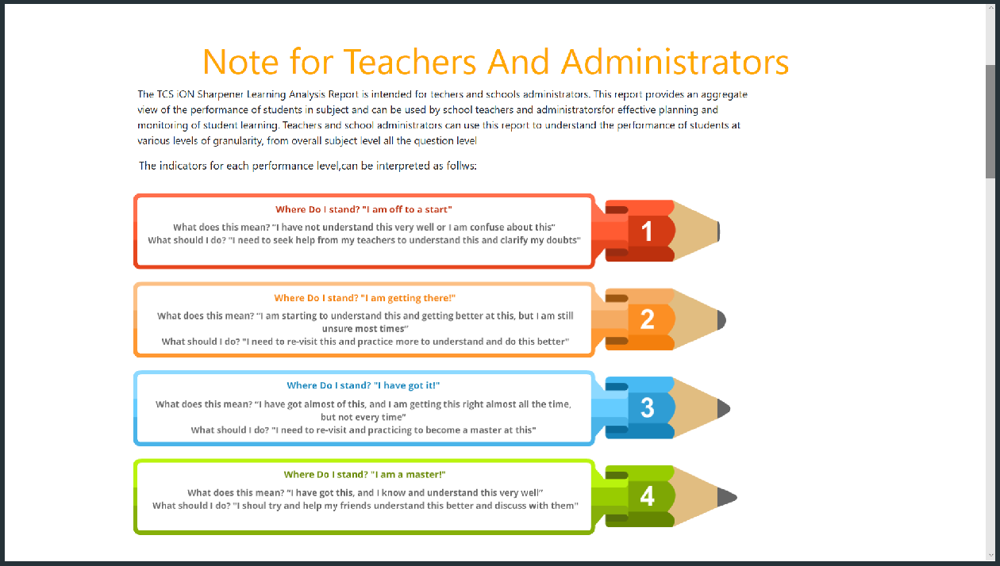 Note for Teachers And Administrators
The TCS iON Sharpener Learning Analysis Report is intended for techers and schools administrators. This report provides an aggregate
view of the performance of students in subject and can be used by school teachers and administratorsfor effective planning and
monitoring of student learning. Teachers and school administrators can use this report to understand the performance of students at
various levels of granularity, from overall subject level all the question level
The indicators for each performance level,can be interpreted as follws:
Where Do I stand? "I am off to a start"
What does this mean? “I have not understand this very well or I am confuse about this”
What should I do? "I need to seek help from my teachers to understand this and clarify my doubts"
1
Where Do I stand? "I am getting there!"
What does this mean? “I am starting to understand this and getting better at this, but I am still
unsure most times”
What should I do? "I need to re-visit this and practice more to understand and do this better"
2
Where Do I stand? "I have got it!"
What does this mean? “I have got almost of this, and I am getting this right almost all the time,
but not every time”
What should I do? "I need to re-visit and practicing to become a master at this"
3
Where Do I stand? "I am a master!"
What does this mean? “I have got this, and I know and understand this very well”
What should I do? "I shoul try and help my friends understand this better and discuss with them"
4